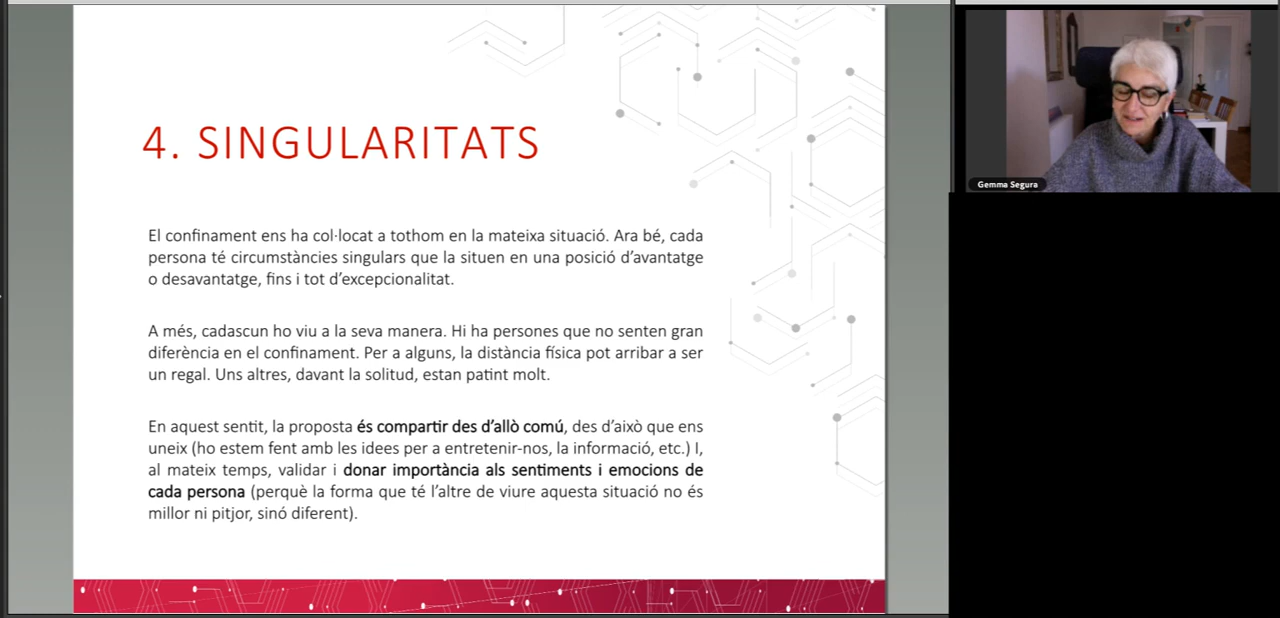 4. SINGULARITATS
El confinament ens ha col·locat a tothom en la mateixa situació. Ara bé, cada
persona té circumstàncies singulars que la situen en una posició d’avantatge
o desavantatge, fins i tot d’excepcionalitat.
A més, cadascun ho viu a la seva manera. Hi ha persones que no senten gran
diferència en el confinament. Per a alguns, la distància física pot arribar a ser
un regal. Uns altres, davant la solitud, estan patint molt.
En aquest sentit, la proposta és compartir des d’allò comú, des d’això que ens
uneix (ho estem fent amb les idees per a entretenir-nos, la informació, etc.) I,
al mateix temps, validar i donar importància als sentiments i emocions de
cada persona (perquè la forma que té l’altre de viure aquesta situació no és
millor ni pitjor, sinó diferent).
Gemma Segura